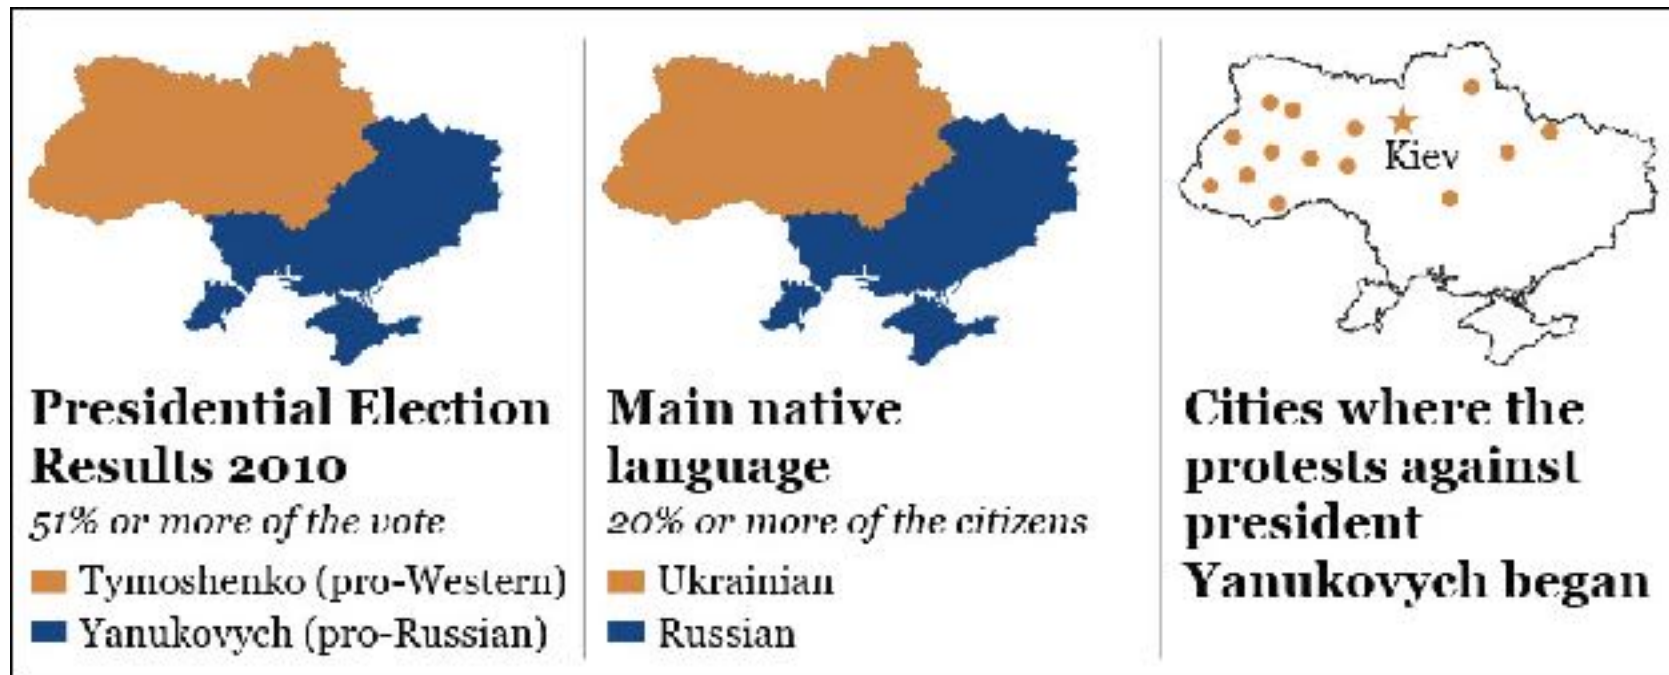 Presidential Election
Results 2010
51% or more of the vote
Tymoshenko (pro-Western)
Yanukovych (pro-Russian)
Main native
language
20% or more of the citizens
Ukrainian
Russian
Kiev
Cities where the
protests against
president
Yanukovych began